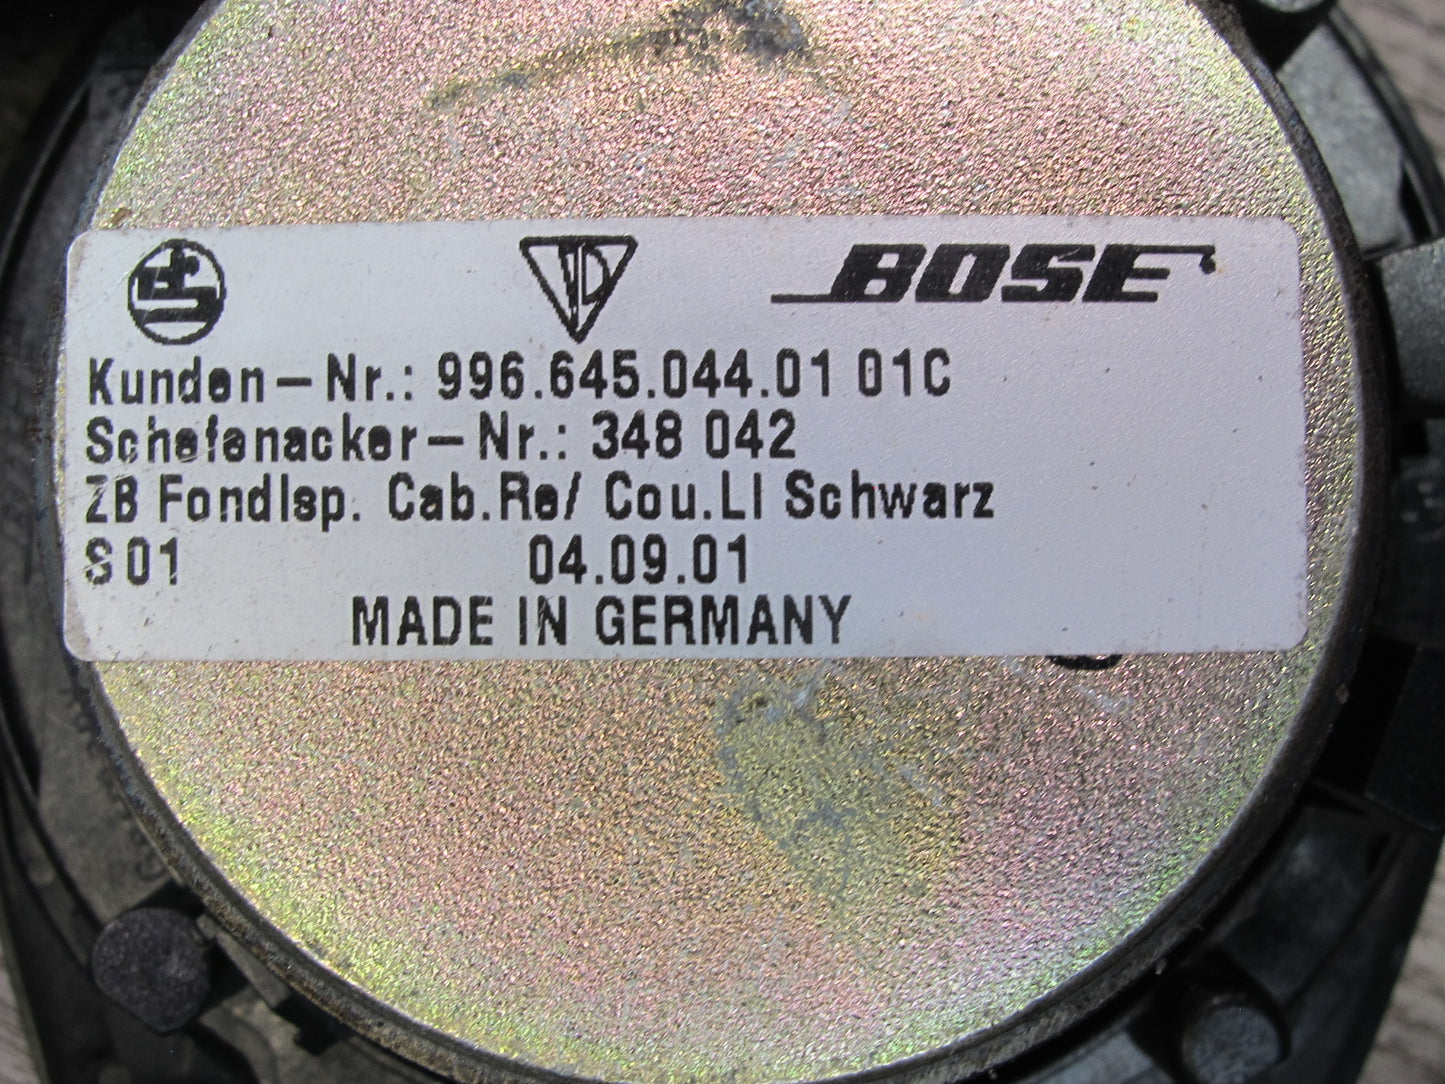 BOSE
Kunden-Nr.: 996.645.044.01 01C
Schefenacker-Nr.: 348 042
ZB Fondlsp. Cab.Re/ Cou.LI Schwarz
S01 04.09.01
MADE IN GERMANY